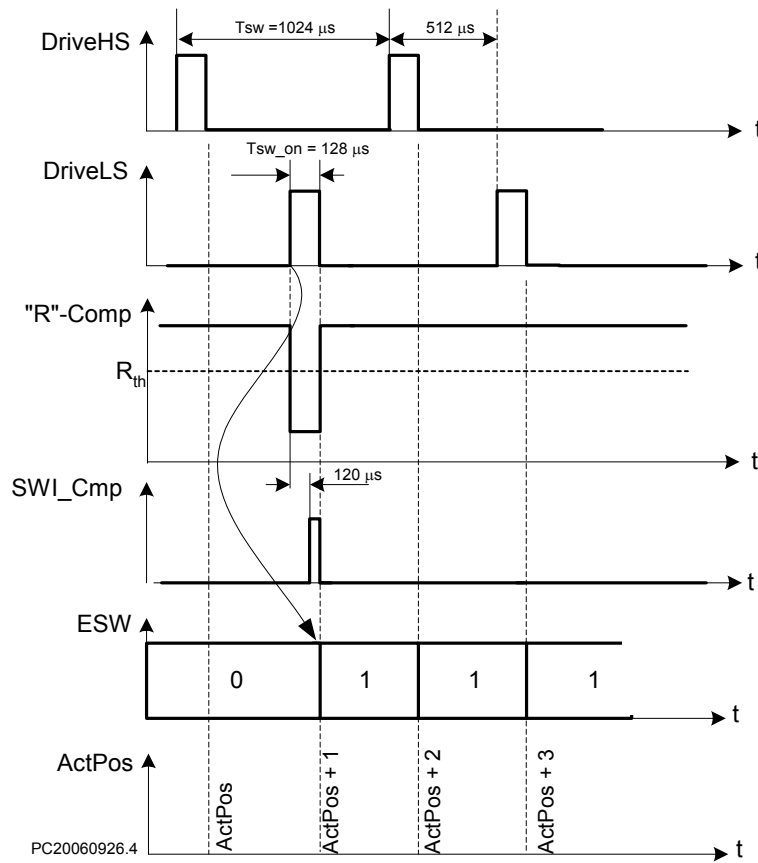 Tsw =1024 μs
512 μs
DriveHS
t
Tsw_on = 128 μs
DriveLS
t
"R"-Comp
Rth
t
120 μs
SWI_Cmp
t
ESW
0
1
1
1
t
ActPos
ActPos
ActPos + 1
ActPos + 2
ActPos + 3
t
PC20060926.4